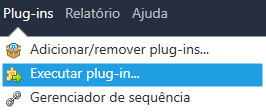 Plug-ins Relatório Ajuda
Adicionar/remover plug-ins...
Executar plug-in...
Gerenciador de sequência